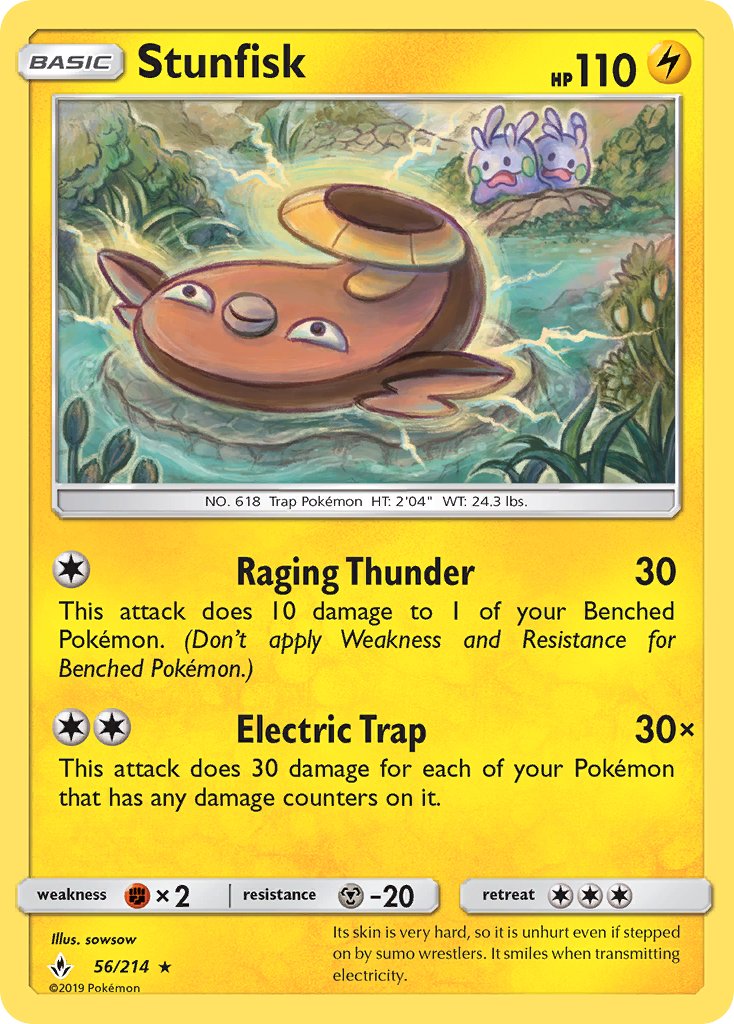 BASIC Stunfisk HP 110
NO. 618 Trap Pokémon HT: 2'04" WT: 24.3 lbs.
Raging Thunder 30
This attack does 10 damage to 1 of your Benched
Pokémon. (Don't apply Weakness and Resistance for
Benched Pokémon.)
Electric Trap 30×
This attack does 30 damage for each of your Pokémon
that has any damage counters on it.
weakness × 2 resistance -20 retreat
Illus. sowsow
56/214 ★
©2019 Pokémon
Its skin is very hard, so it is unhurt even if stepped
on by sumo wrestlers. It smiles when transmitting
electricity.